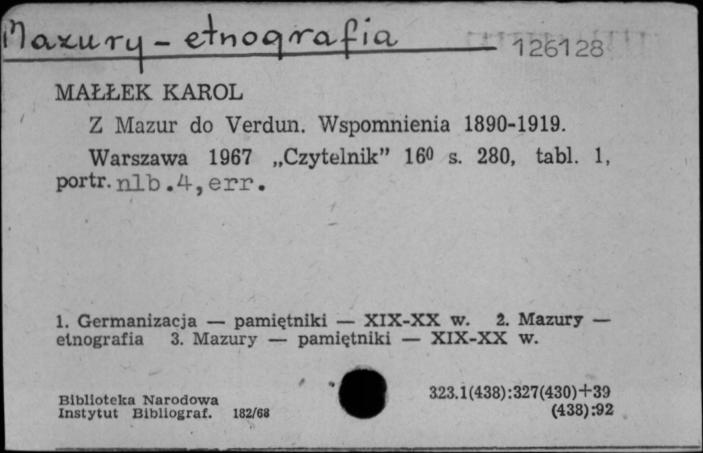 Mazury - etnografia 126128
MAŁŁEK KAROL
Z Mazur do Verdun. Wspomnienia 1890-1919.
Warszawa 1967 „Czytelnik” 16⁰ s. 280, tabl. 1,
portr. nlb.4, err.
1. Germanizacja — pamiętniki — XIX-XX w. 2. Mazury —
etnografia 3. Mazury — pamiętniki — XIX-XX w.
Biblioteka Narodowa
Instytut Bibliograf. 182/68
323.1(438):327(430)+39
(438):92